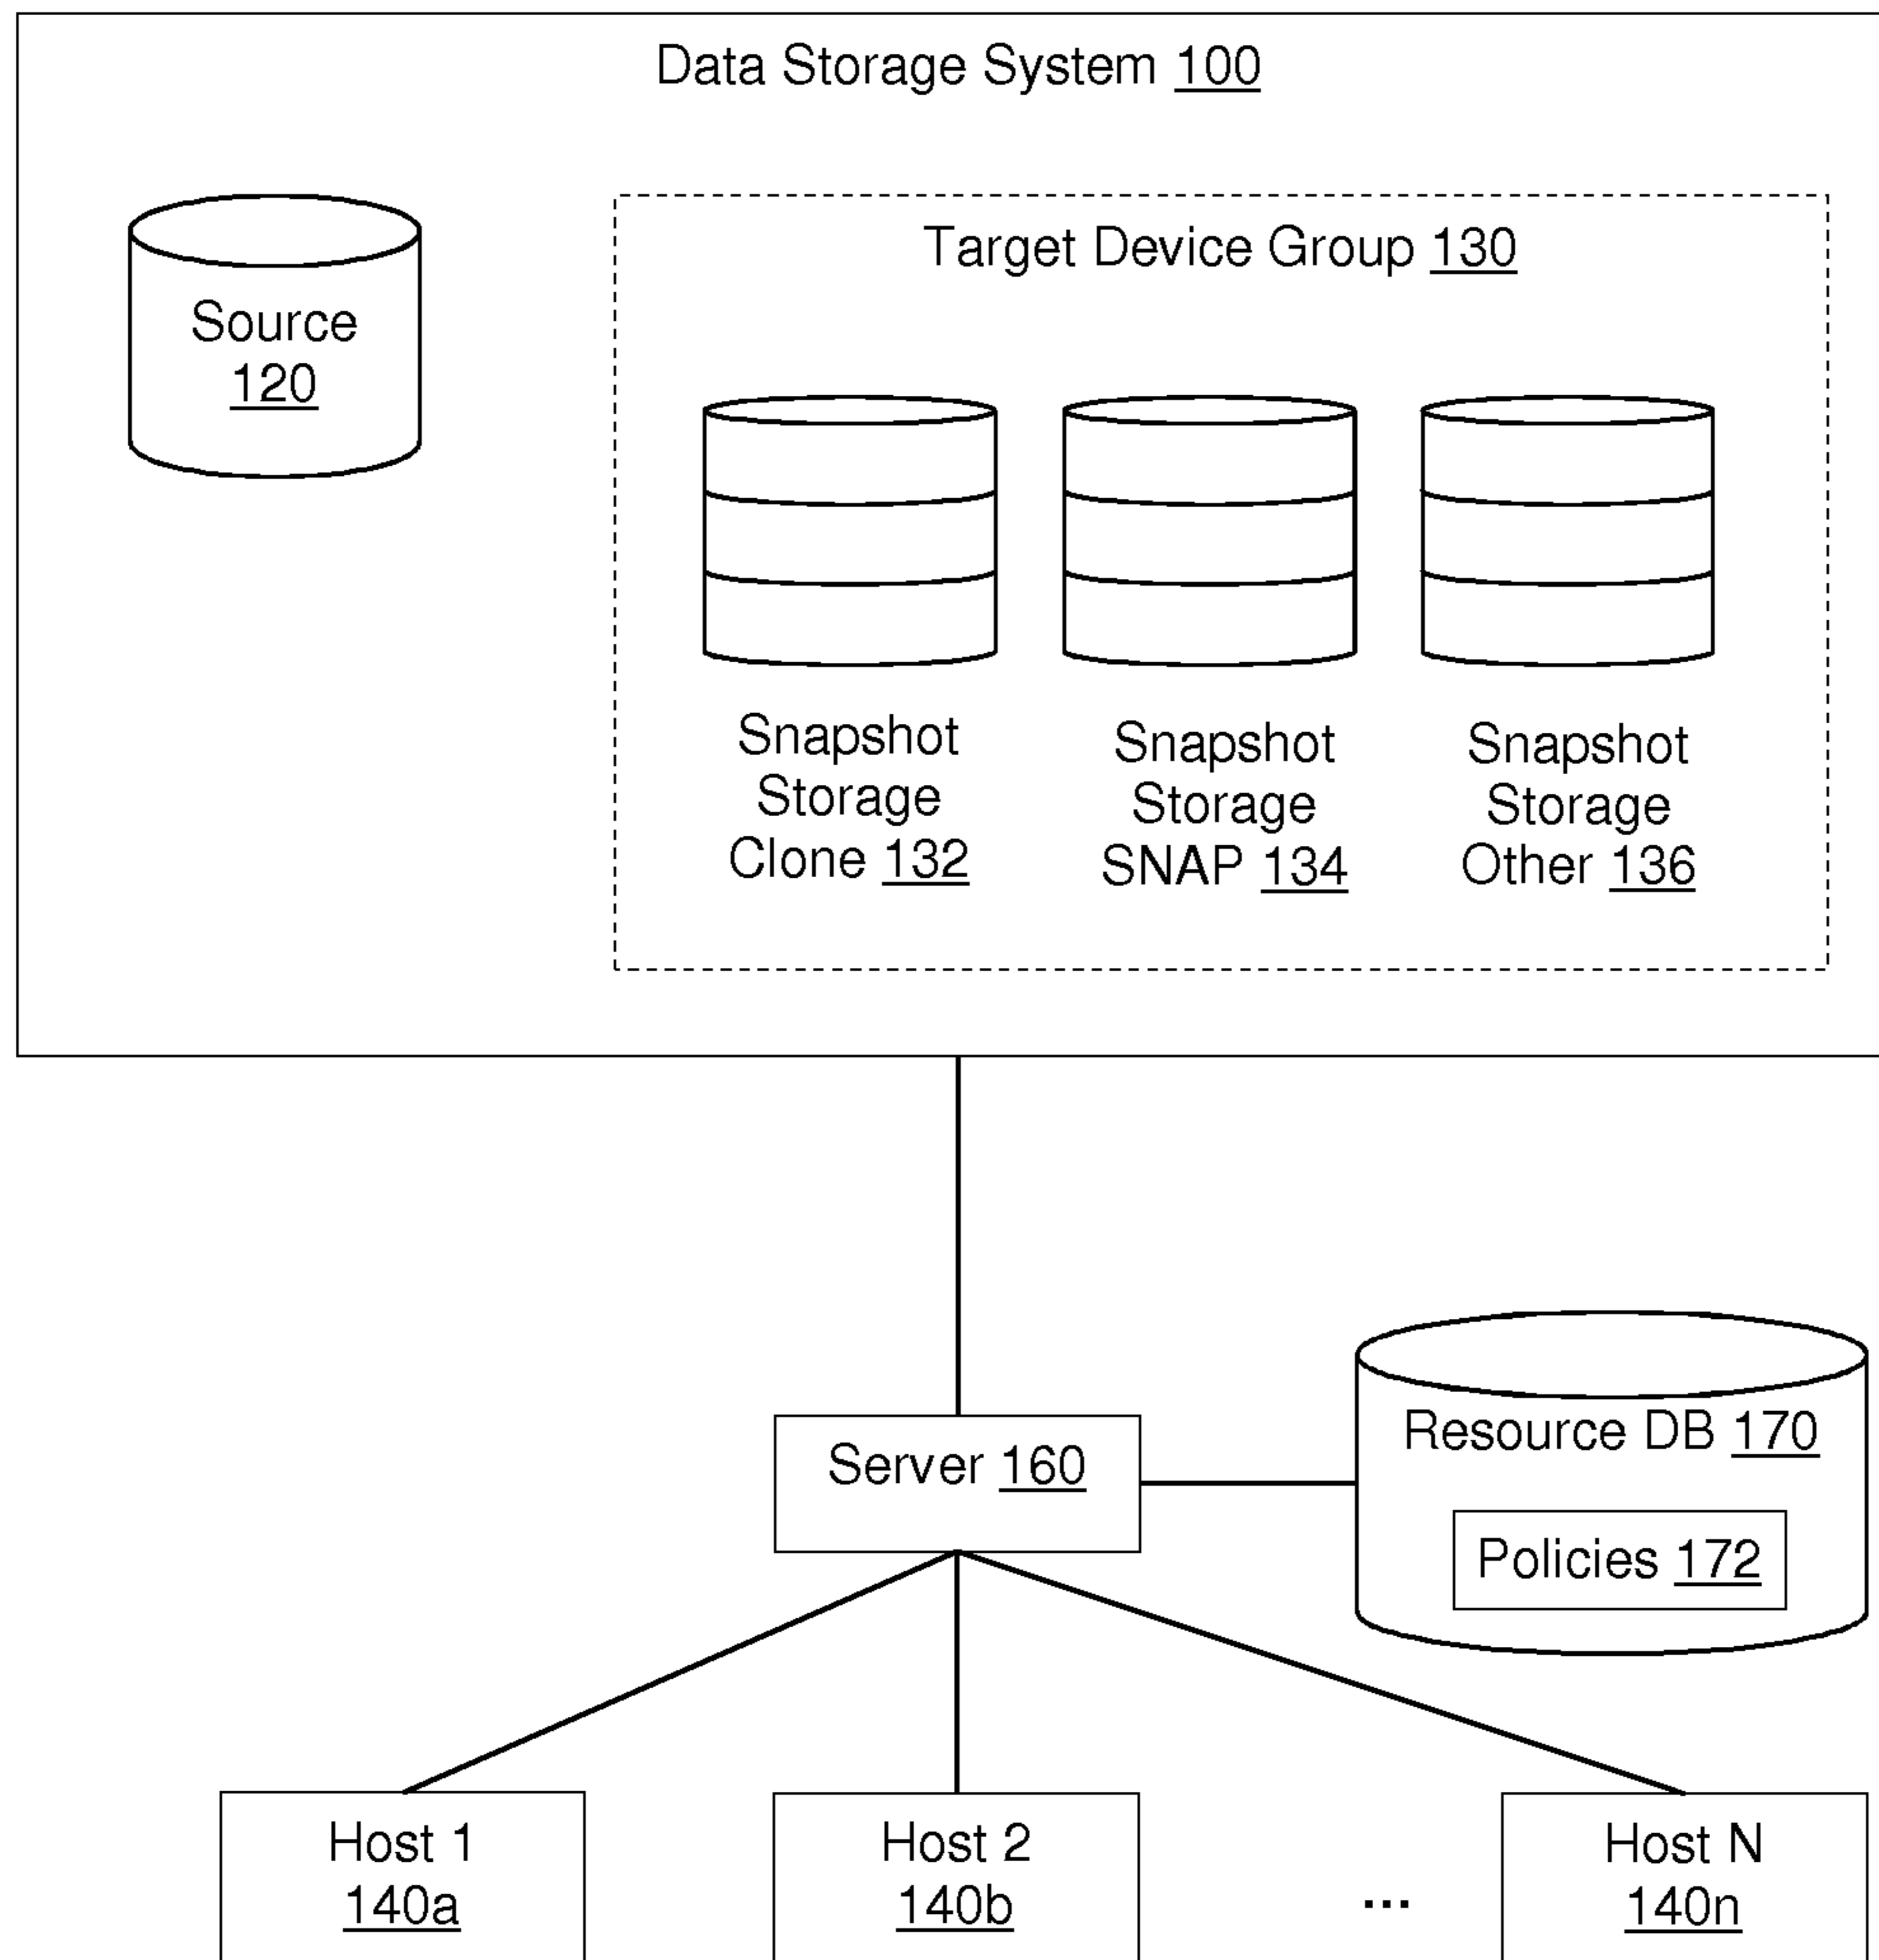 Data Storage System 100
Target Device Group 130
Source
120
Snapshot
Storage
Clone 132
Snapshot
Storage
SNAP 134
Snapshot
Storage
Other 136
Server 160
Resource DB 170
Policies 172
Host 1
140a
Host 2
140b
...
Host N
140n